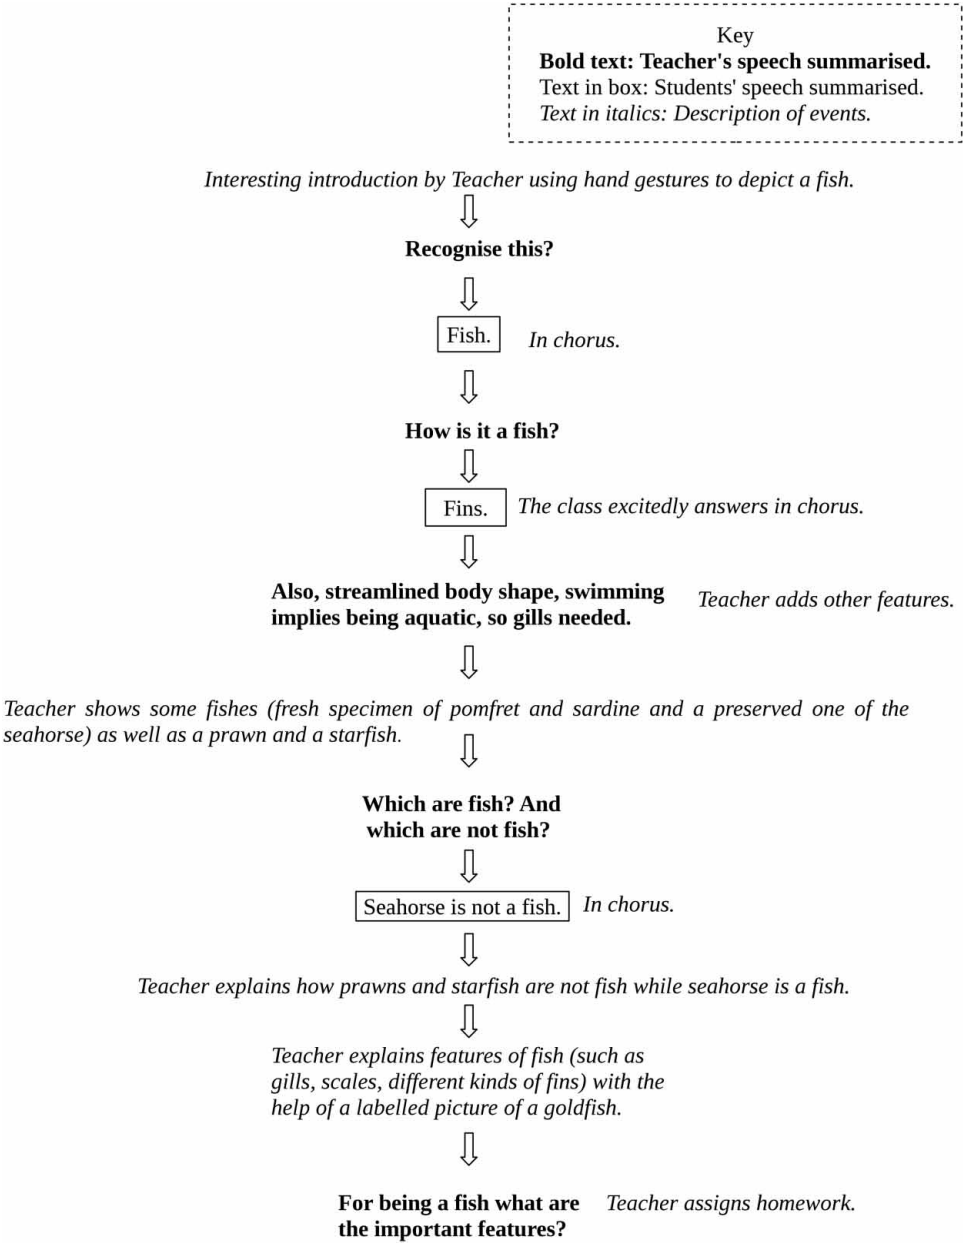 Key
Bold text: Teacher's speech summarised.
Text in box: Students' speech summarised.
Text in italics: Description of events.
Interesting introduction by Teacher using hand gestures to depict a fish.
Recognise this?
Fish.
In chorus.
How is it a fish?
Fins.
The class excitedly answers in chorus.
Also, streamlined body shape, swimming
implies being aquatic, so gills needed.
Teacher adds other features.
Teacher shows some fishes (fresh specimen of pomfret and sardine and a preserved one of the
seahorse) as well as a prawn and a starfish.
Which are fish? And
which are not fish?
Seahorse is not a fish.
In chorus.
Teacher explains how prawns and starfish are not fish while seahorse is a fish.
Teacher explains features of fish (such as
gills, scales, different kinds of fins) with the
help of a labelled picture of a goldfish.
For being a fish what are
the important features?
Teacher assigns homework.